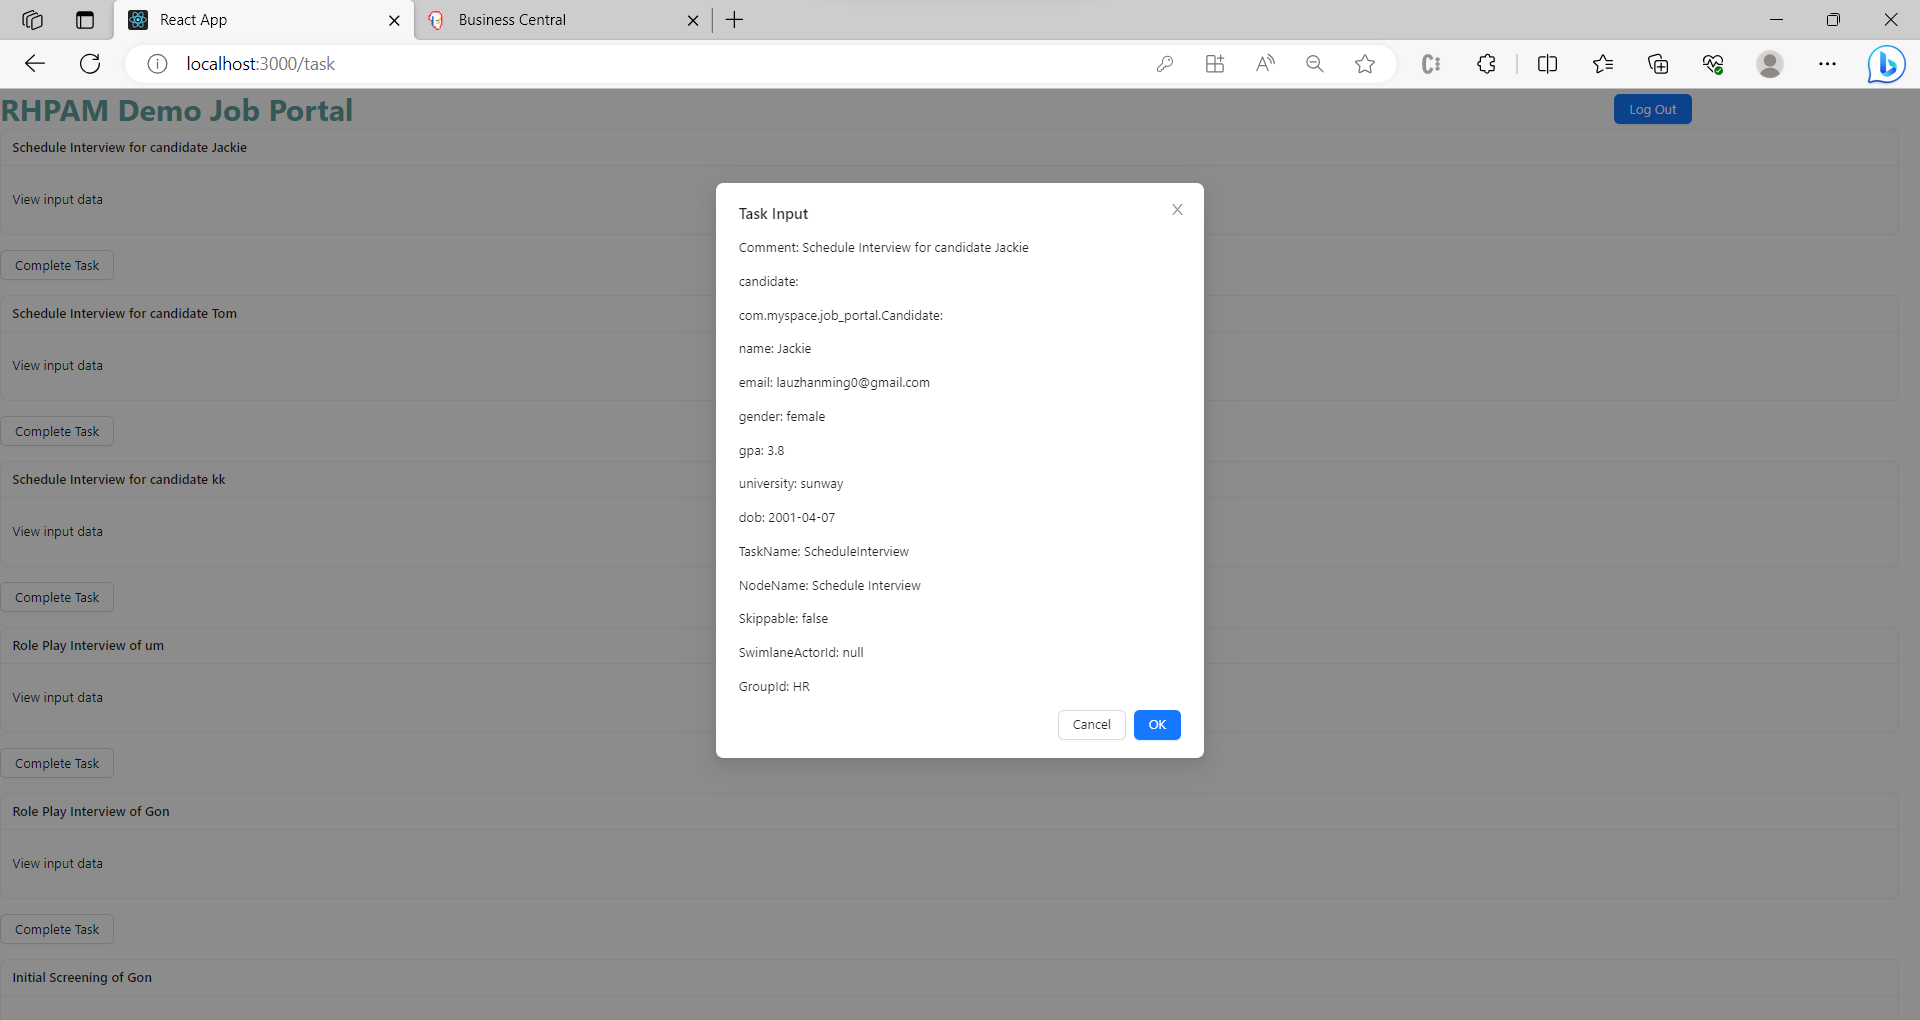 React App
Business Central
localhost:3000/task
RHPAM Demo Job Portal
Log Out
Schedule Interview for candidate Jackie
View input data
Complete Task
Schedule Interview for candidate Tom
View input data
Complete Task
Schedule Interview for candidate kk
View input data
Complete Task
Role Play Interview of um
View input data
Complete Task
Role Play Interview of Gon
View input data
Complete Task
Initial Screening of Gon
Task Input
Comment: Schedule Interview for candidate Jackie
candidate:
com.myspace.job_portal.Candidate:
name: Jackie
email: lauzhanming0@gmail.com
gender: female
gpa: 3.8
university: sunway
dob: 2001-04-07
TaskName: ScheduleInterview
NodeName: Schedule Interview
Skippable: false
SwimlaneActorId: null
GroupId: HR
Cancel
OK